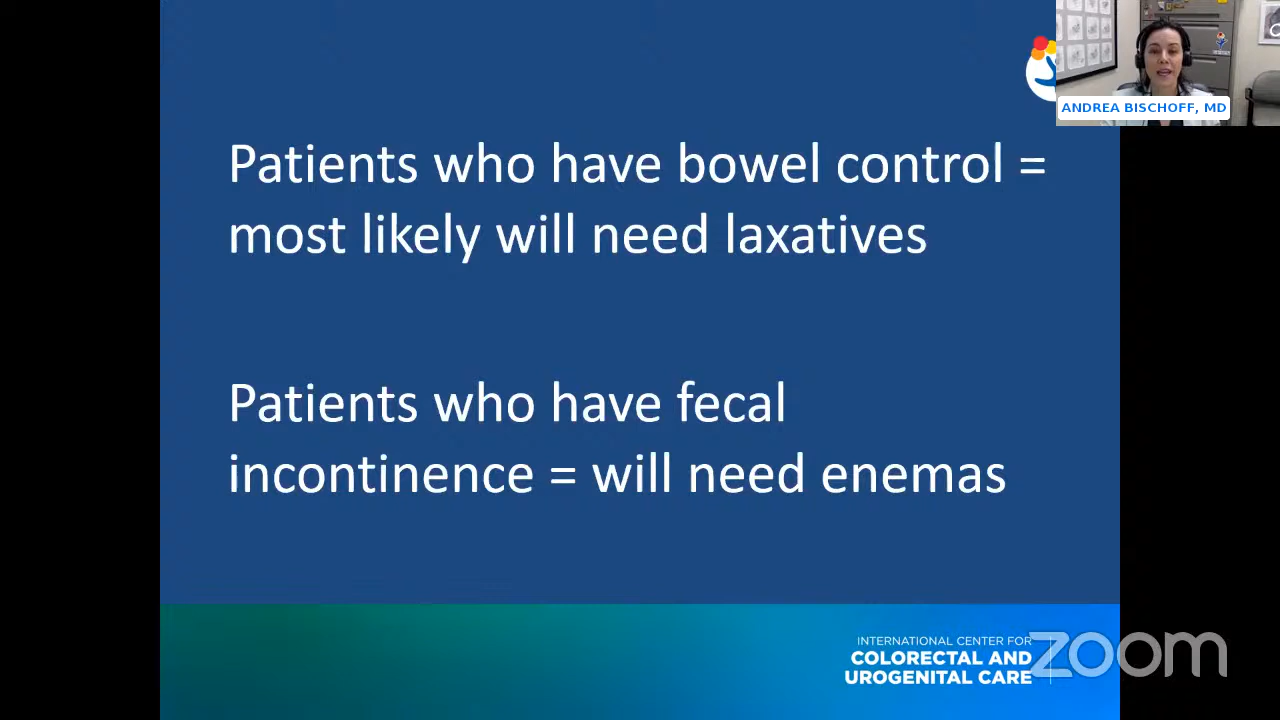 ANDREA BISCHOFF, MD
Patients who have bowel control =
most likely will need laxatives
Patients who have fecal
incontinence = will need enemas
INTERNATIONAL CENTER FOR
COLORECTAL AND
UROGENITAL CARE
zoom